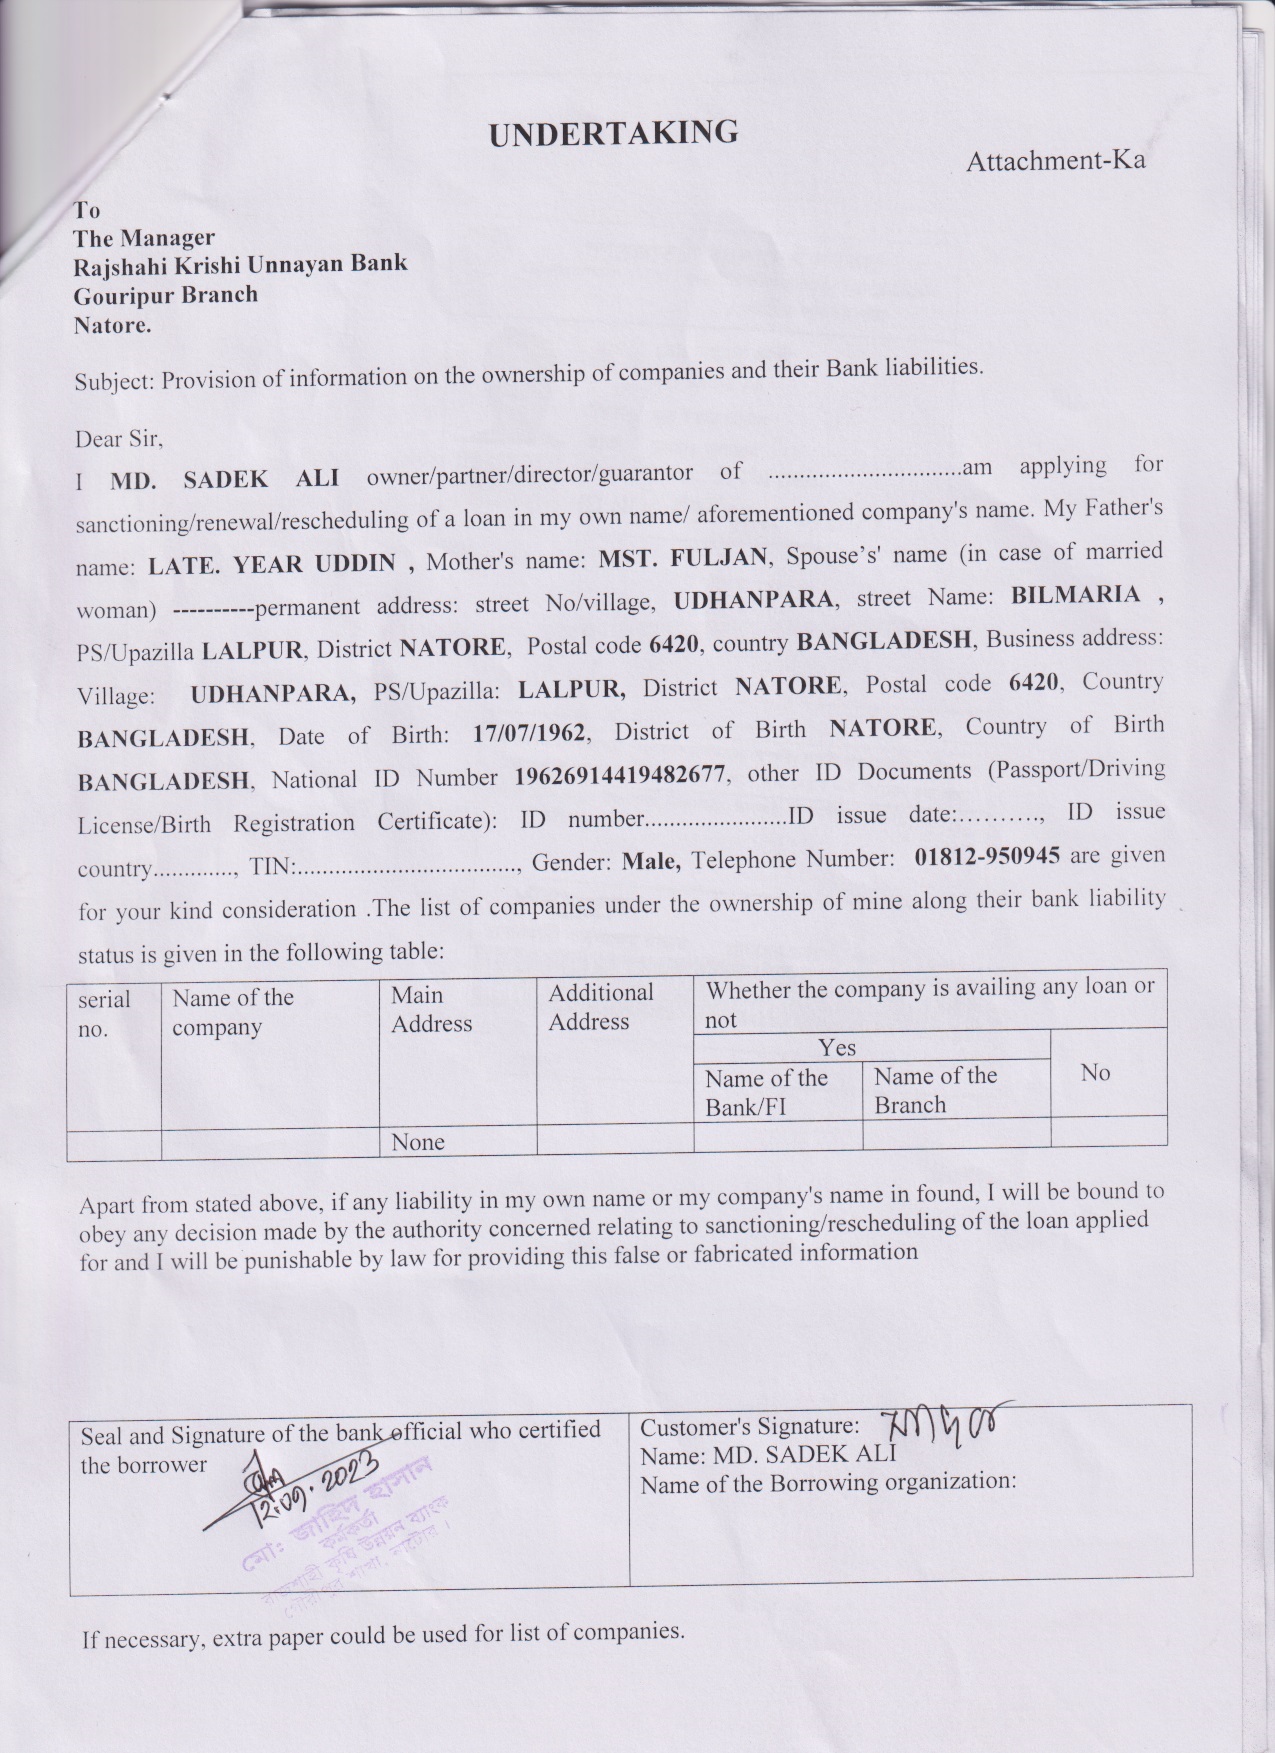 UNDERTAKING
Attachment-Ka
To
The Manager
Rajshahi Krishi Unnayan Bank
Gouripur Branch
Natore.
Subject: Provision of information on the ownership of companies and their Bank liabilities.
Dear Sir,
I MD. SADEK ALI owner/partner/director/guarantor of ..............................am applying for
sanctioning/renewal/rescheduling of a loan in my own name/ aforementioned company's name. My Father's
name: LATE. YEAR UDDIN , Mother's name: MST. FULJAN, Spouse’s' name (in case of married
woman) ----------permanent address: street No/village, UDHANPARA, street Name: BILMARIA ,
PS/Upazilla LALPUR, District NATORE, Postal code 6420, country BANGLADESH, Business address:
Village: UDHANPARA, PS/Upazilla: LALPUR, District NATORE, Postal code 6420, Country
BANGLADESH, Date of Birth: 17/07/1962, District of Birth NATORE, Country of Birth
BANGLADESH, National ID Number 19626914419482677, other ID Documents (Passport/Driving
License/Birth Registration Certificate): ID number.......................ID issue date:.........., ID issue
country............., TIN:..................................., Gender: Male, Telephone Number: 01812-950945 are given
for your kind consideration .The list of companies under the ownership of mine along their bank liability
status is given in the following table:
serial no.
Name of the company
Main Address
Additional Address
Whether the company is availing any loan or not
Yes
No
Name of the Bank/FI
Name of the Branch
None
Apart from stated above, if any liability in my own name or my company's name in found, I will be bound to
obey any decision made by the authority concerned relating to sanctioning/rescheduling of the loan applied
for and I will be punishable by law for providing this false or fabricated information
Seal and Signature of the bank official who certified
the borrower
12.09.2023
মোঃ জাহিদ হাসান
কর্মকর্তা
রাজশাহী কৃষি উন্নয়ন ব্যাংক
গৌরীপুর শাখা, নাটোর ।
Customer's Signature:
Name: MD. SADEK ALI
Name of the Borrowing organization:
If necessary, extra paper could be used for list of companies.